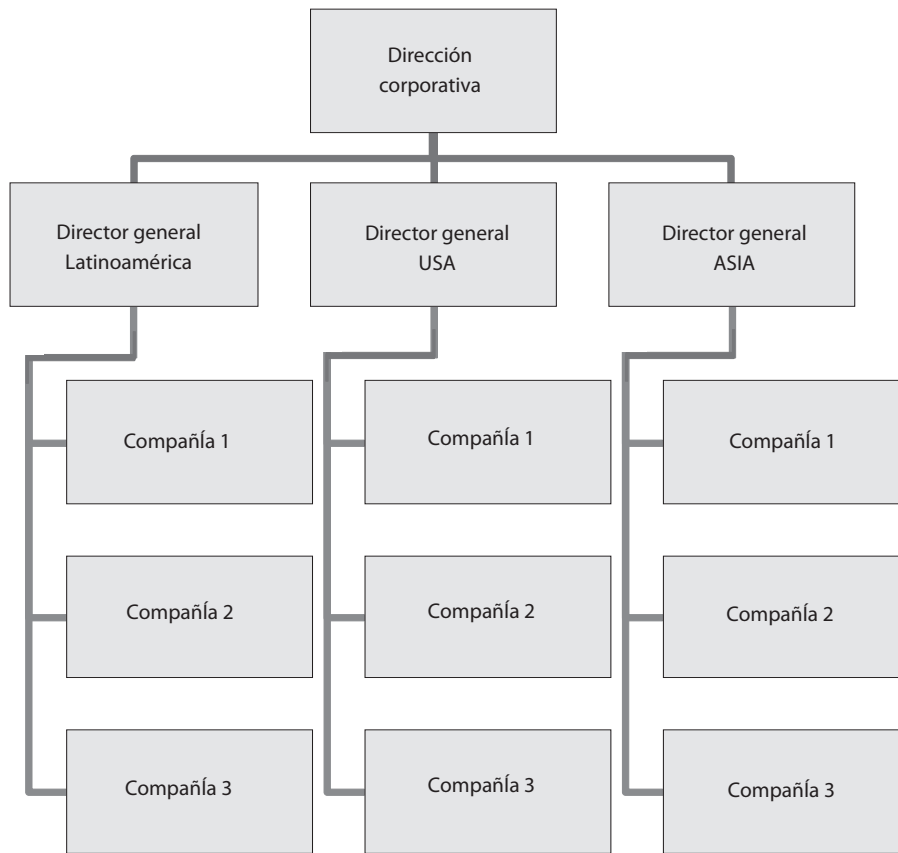 Dirección
corporativa
Director general
Latinoamérica
Director general
USA
Director general
ASIA
CompañÍa 1
CompañÍa 1
CompañÍa 1
CompañÍa 2
CompañÍa 2
CompañÍa 2
CompañÍa 3
CompañÍa 3
CompañÍa 3